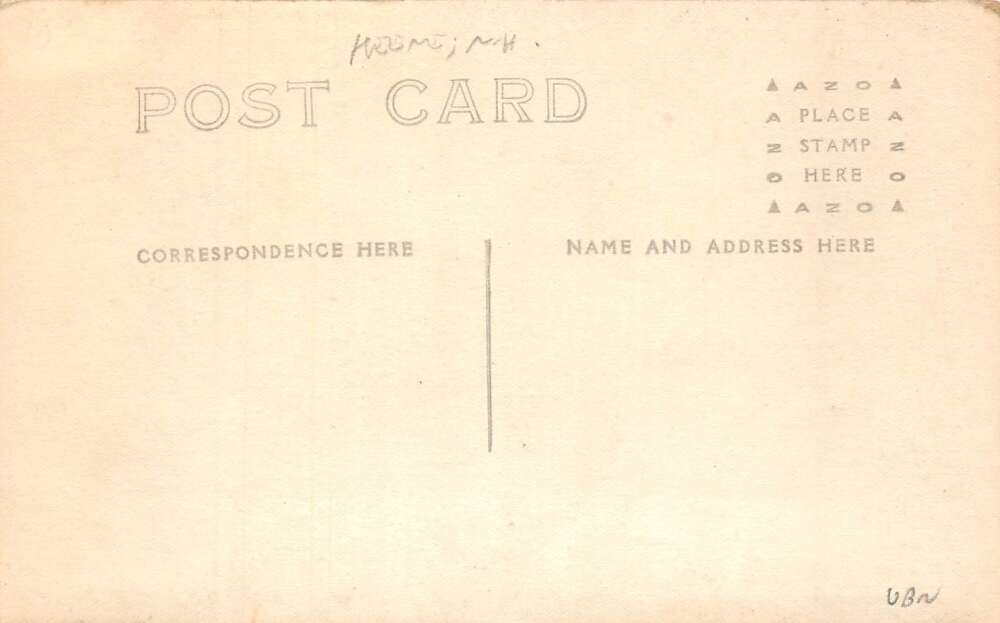 N.H.
POST CARD
AZO
A PLACE A
Z STAMP Z
O HERE O
AZO
CORRESPONDENCE HERE
NAME AND ADDRESS HERE
UBN